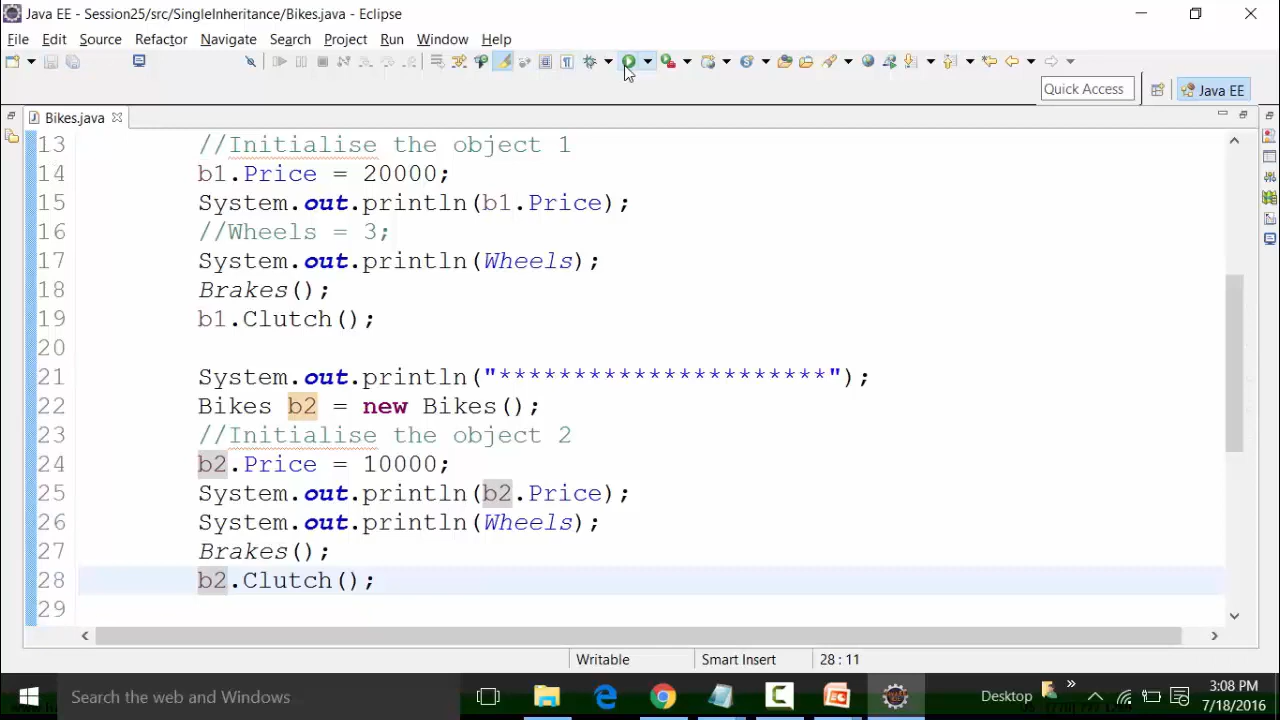 Java EE - Session25/src/SingleInheritance/Bikes.java - Eclipse
File Edit Source Refactor Navigate Search Project Run Window Help
Quick Access
Java EE
Bikes.java
13 //Initialise the object 1
14 b1.Price = 20000;
15 System.out.println(b1.Price);
16 //Wheels = 3;
17 System.out.println(Wheels);
18 Brakes();
19 b1.Clutch();
20
21 System.out.println("**********************");
22 Bikes b2 = new Bikes();
23 //Initialise the object 2
24 b2.Price = 10000;
25 System.out.println(b2.Price);
26 System.out.println(Wheels);
27 Brakes();
28 b2.Clutch();
29
Writable Smart Insert 28 : 11
Search the web and Windows
Desktop
3:08 PM
7/18/2016